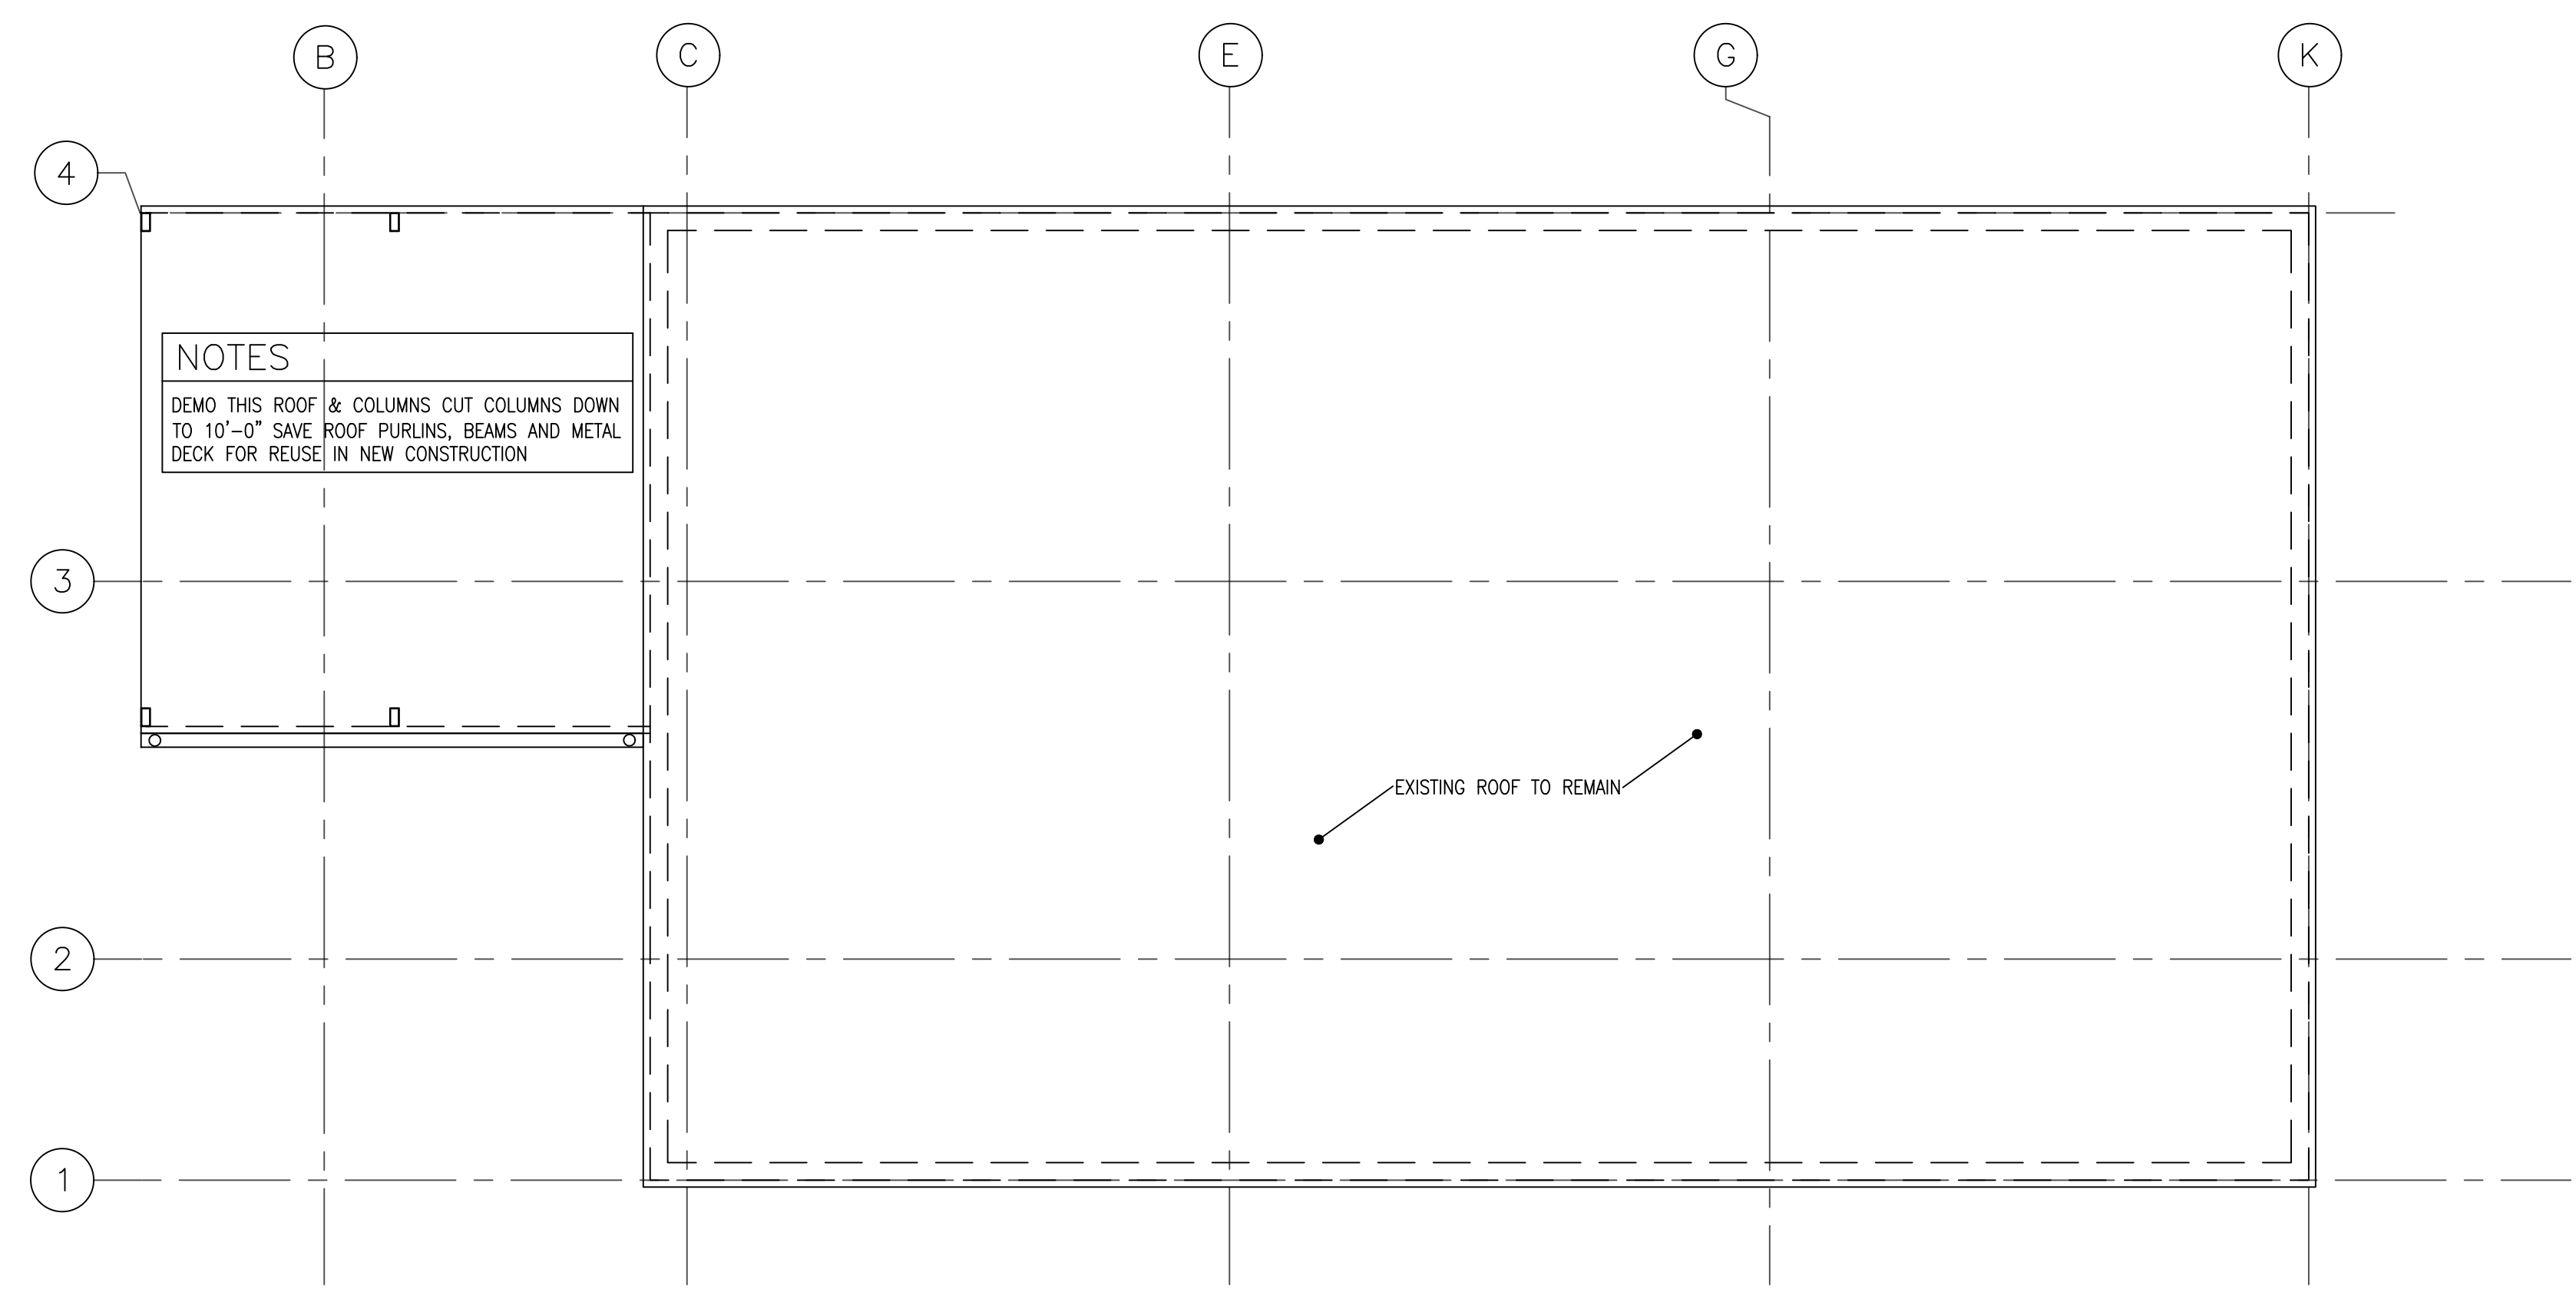 B
C
E
G
K
4
NOTES
DEMO THIS ROOF & COLUMNS CUT COLUMNS DOWN
TO 10'-0" SAVE ROOF PURLINS, BEAMS AND METAL
DECK FOR REUSE IN NEW CONSTRUCTION
3
EXISTING ROOF TO REMAIN
2
1